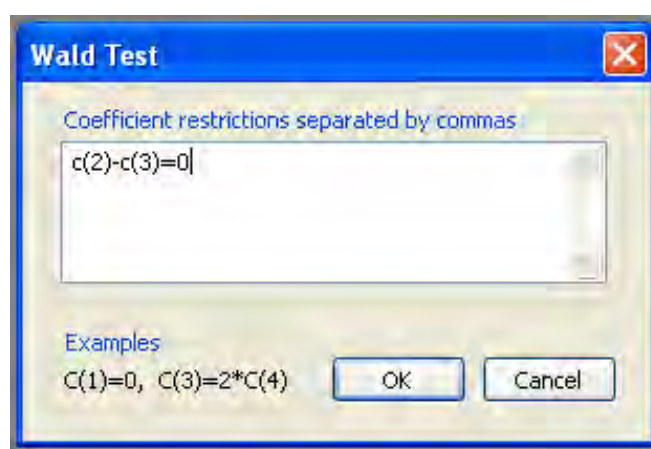 Wald Test
Coefficient restrictions separated by commas
c(2)-c(3)=0
Examples
C(1)=0, C(3)=2*C(4)
OK
Cancel